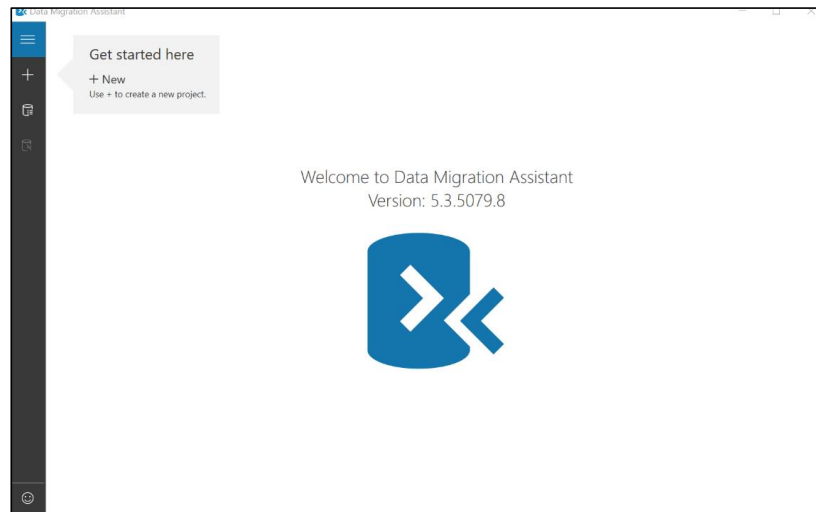 Data Migration Assistant
Get started here
+ New
Use + to create a new project.
Welcome to Data Migration Assistant
Version: 5.3.5079.8